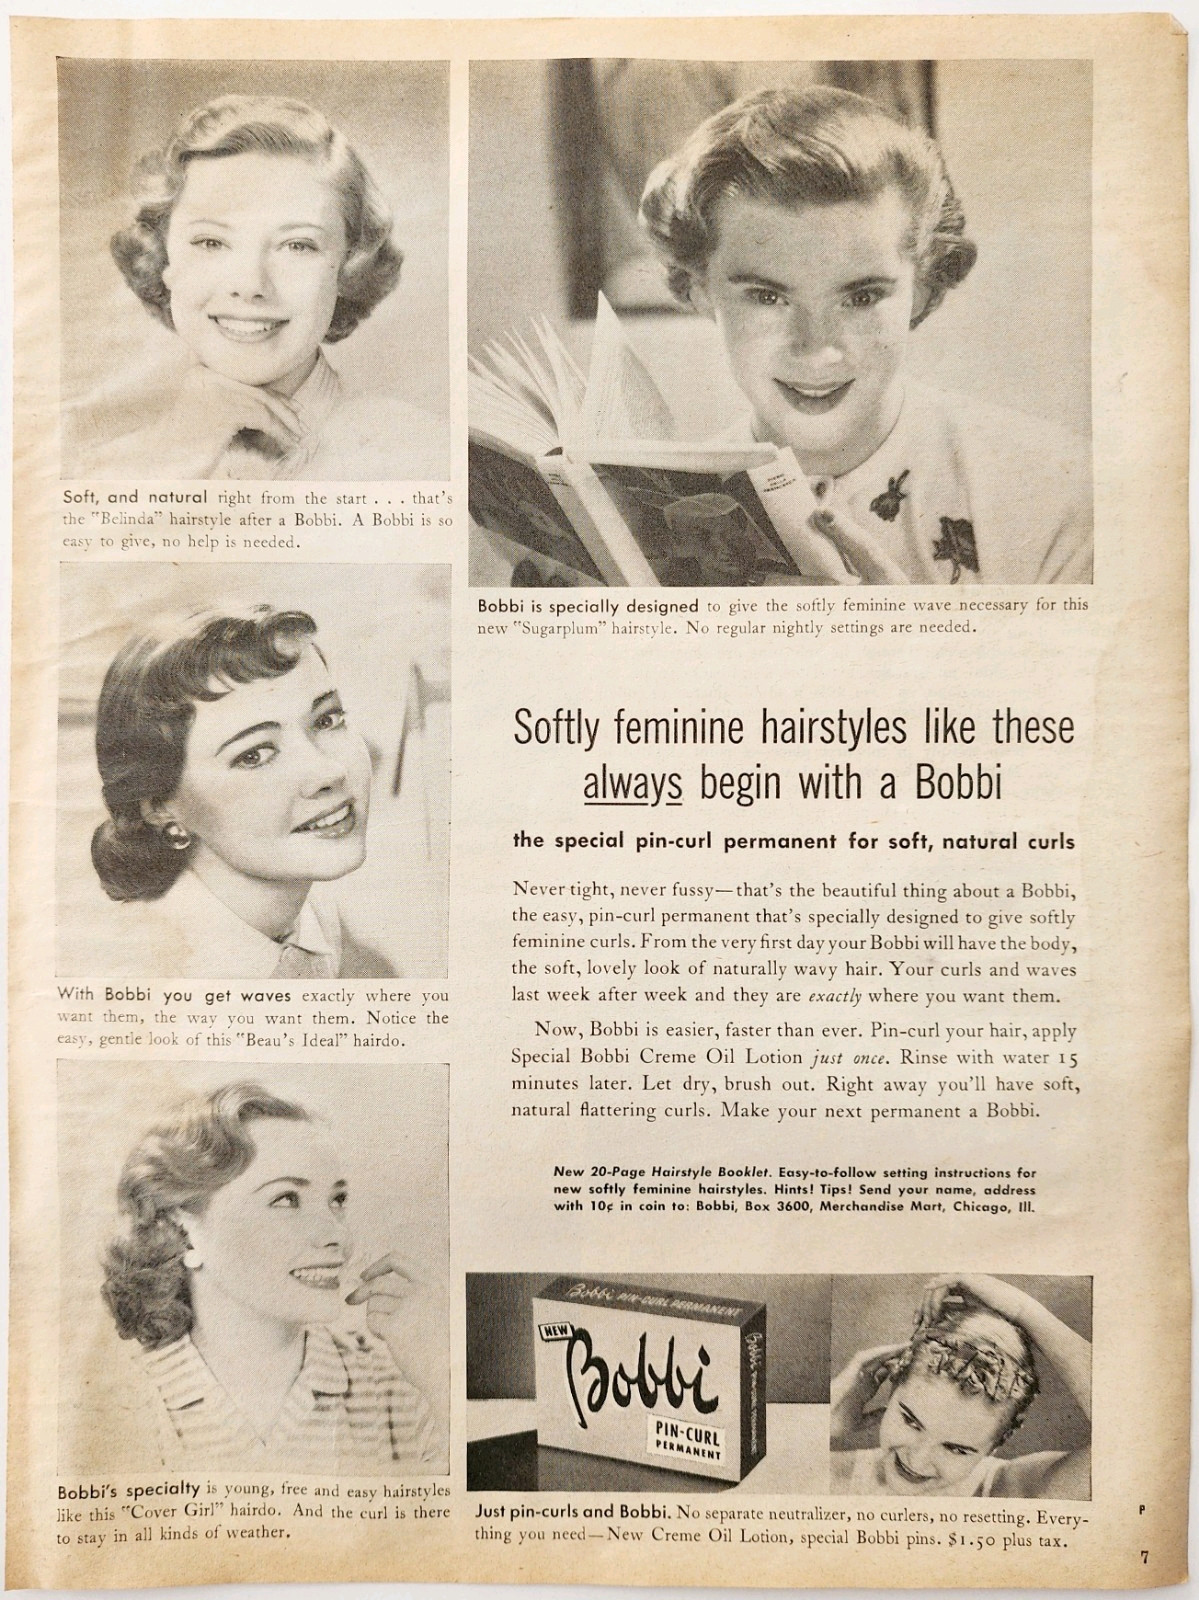 Soft, and natural right from the start . . . that's
the "Belinda" hairstyle after a Bobbi. A Bobbi is so
easy to give, no help is needed.
Bobbi is specially designed to give the softly feminine wave necessary for this
new "Sugarplum" hairstyle. No regular nightly settings are needed.
With Bobbi you get waves exactly where you
want them, the way you want them. Notice the
easy, gentle look of this "Beau's Ideal" hairdo.
Bobbi's specialty is young, free and easy hairstyles
like this "Cover Girl" hairdo. And the curl is there
to stay in all kinds of weather.
Softly feminine hairstyles like these
always begin with a Bobbi
the special pin-curl permanent for soft, natural curls
Never tight, never fussy—that's the beautiful thing about a Bobbi,
the easy, pin-curl permanent that's specially designed to give softly
feminine curls. From the very first day your Bobbi will have the body,
the soft, lovely look of naturally wavy hair. Your curls and waves
last week after week and they are exactly where you want them.
Now, Bobbi is easier, faster than ever. Pin-curl your hair, apply
Special Bobbi Creme Oil Lotion just once. Rinse with water 15
minutes later. Let dry, brush out. Right away you'll have soft,
natural flattering curls. Make your next permanent a Bobbi.
New 20-Page Hairstyle Booklet. Easy-to-follow setting instructions for
new softly feminine hairstyles. Hints! Tips! Send your name, address
with 10¢ in coin to: Bobbi, Box 3600, Merchandise Mart, Chicago, Ill.
Bobbi PIN-CURL PERMANENT
NEW
Bobbi
PIN-CURL
PERMANENT
Bobbi PIN-CURL PERMANENT
Just pin-curls and Bobbi. No separate neutralizer, no curlers, no resetting. Every-
thing you need—New Creme Oil Lotion, special Bobbi pins. $1.50 plus tax.
P
7